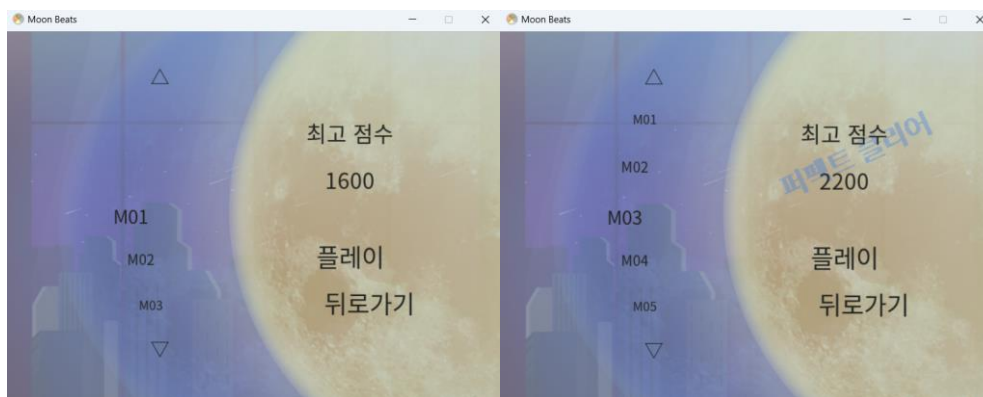 Moon Beats
△
최고 점수
1600
M01
M02
플레이
M03
뒤로가기
▽
Moon Beats
△
M01
최고 점수
퍼펙트 클리어
M02
2200
M03
M04
플레이
M05
뒤로가기
▽